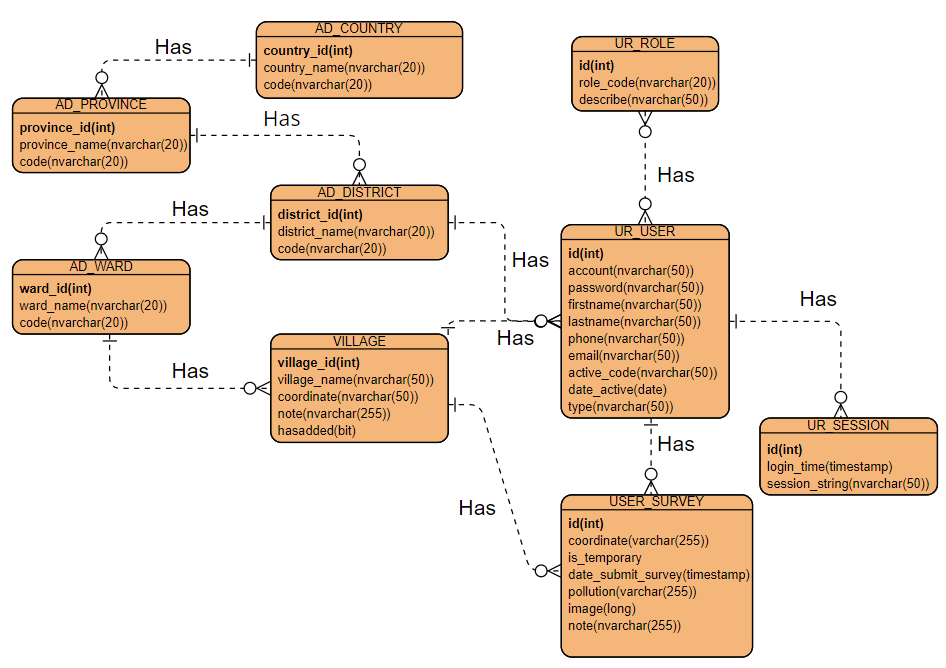 AD_COUNTRY
country_id(int)
country_name(nvarchar(20))
code(nvarchar(20))
Has
UR_ROLE
id(int)
role_code(nvarchar(20))
describe(nvarchar(50))
AD_PROVINCE
province_id(int)
province_name(nvarchar(20))
code(nvarchar(20))
Has
Has
AD_DISTRICT
district_id(int)
district_name(nvarchar(20))
code(nvarchar(20))
Has
Has
UR_USER
id(int)
account(nvarchar(50))
password(nvarchar(50))
firstname(nvarchar(50))
lastname(nvarchar(50))
phone(nvarchar(50))
email(nvarchar(50))
active_code(nvarchar(50))
date_active(date)
type(nvarchar(50))
AD_WARD
ward_id(int)
ward_name(nvarchar(20))
code(nvarchar(20))
Has
Has
Has
VILLAGE
village_id(int)
village_name(nvarchar(50))
coordinate(nvarchar(50))
note(nvarchar(255))
hasadded(bit)
UR_SESSION
id(int)
login_time(timestamp)
session_string(nvarchar(50))
Has
Has
USER_SURVEY
id(int)
coordinate(varchar(255))
is_temporary
date_submit_survey(timestamp)
pollution(varchar(255))
image(long)
note(nvarchar(255))